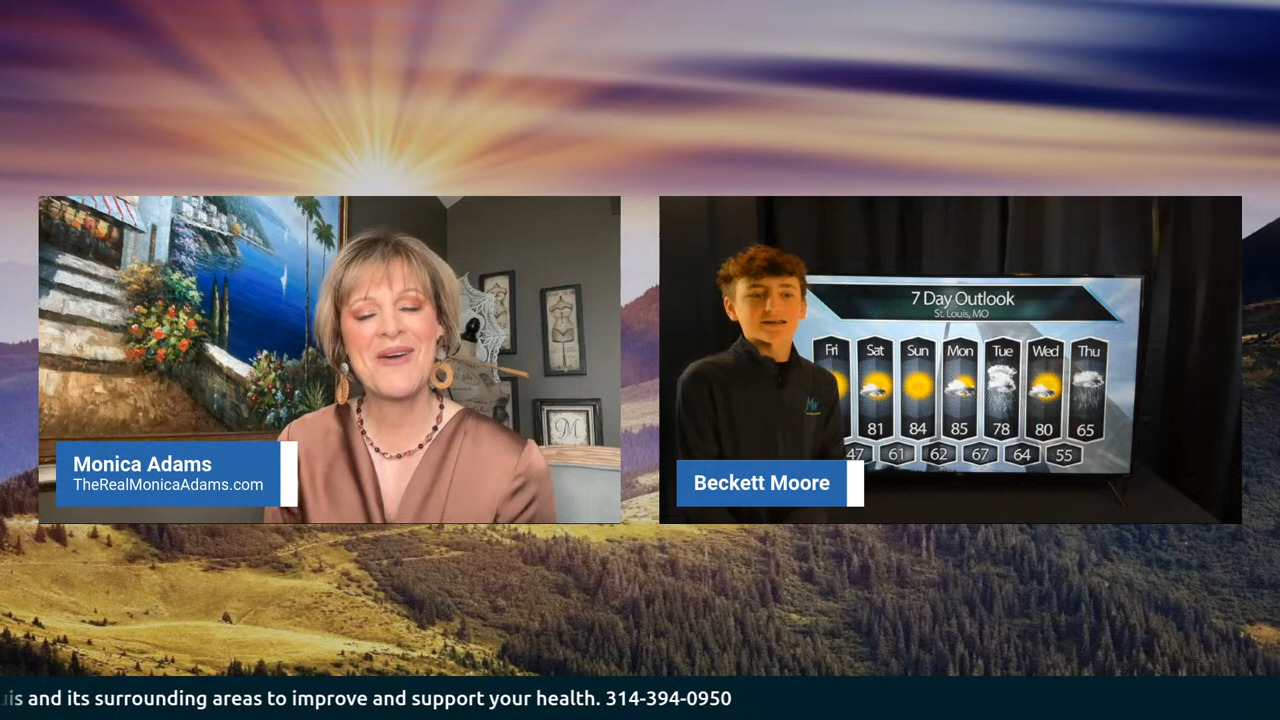 7 Day Outlook
St. Louis, MO
Fri Sat Sun Mon Tue Wed Thu
81 84 85 78 80 65
47 61 62 67 64 55
M
Monica Adams
TheRealMonicaAdams.com
Beckett Moore
is and its surrounding areas to improve and support your health. 314-394-0950